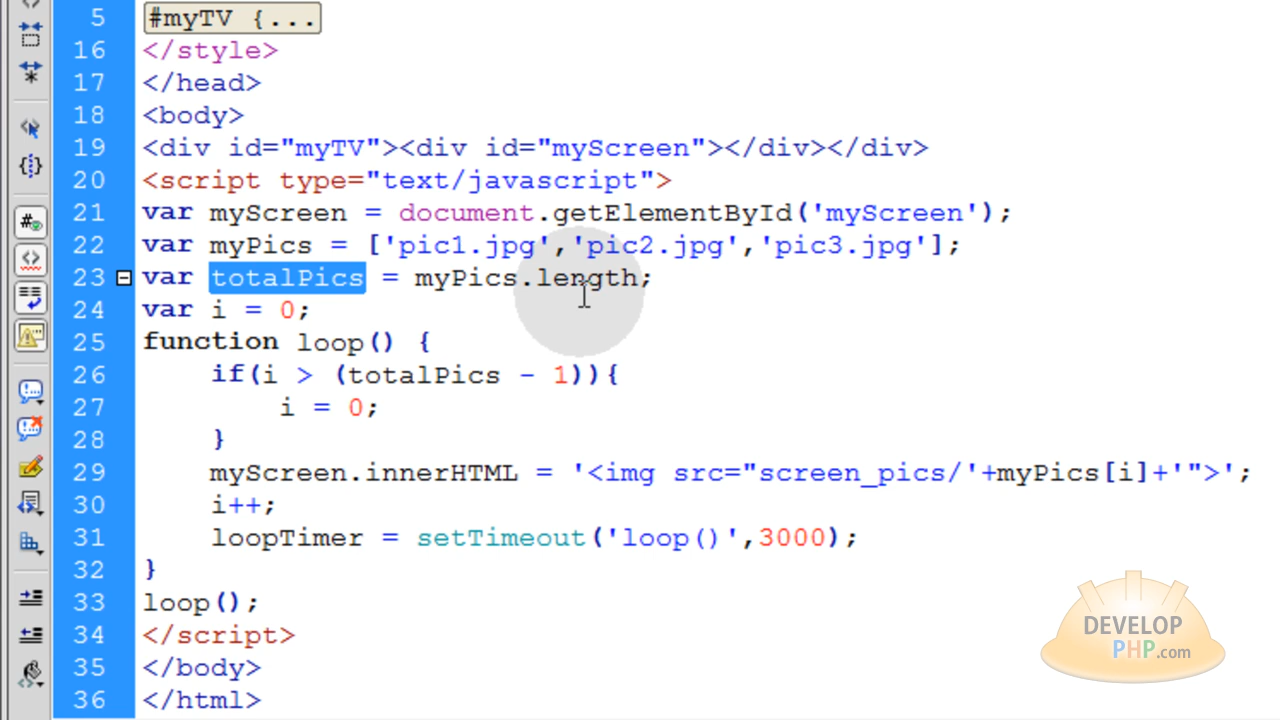 5 #myTV {...
16 </style>
17 </head>
18 <body>
19 <div id="myTV"><div id="myScreen"></div></div>
20 <script type="text/javascript">
21 var myScreen = document.getElementById('myScreen');
22 var myPics = ['pic1.jpg','pic2.jpg','pic3.jpg'];
23 var totalPics = myPics.length;
24 var i = 0;
25 function loop() {
26 if(i > (totalPics - 1)){
27 i = 0;
28 }
29 myScreen.innerHTML = '<img src="screen_pics/'+myPics[i]+'">';
30 i++;
31 loopTimer = setTimeout('loop()',3000);
32 }
33 loop();
34 </script>
35 </body>
36 </html>
DEVELOP
PHP.com